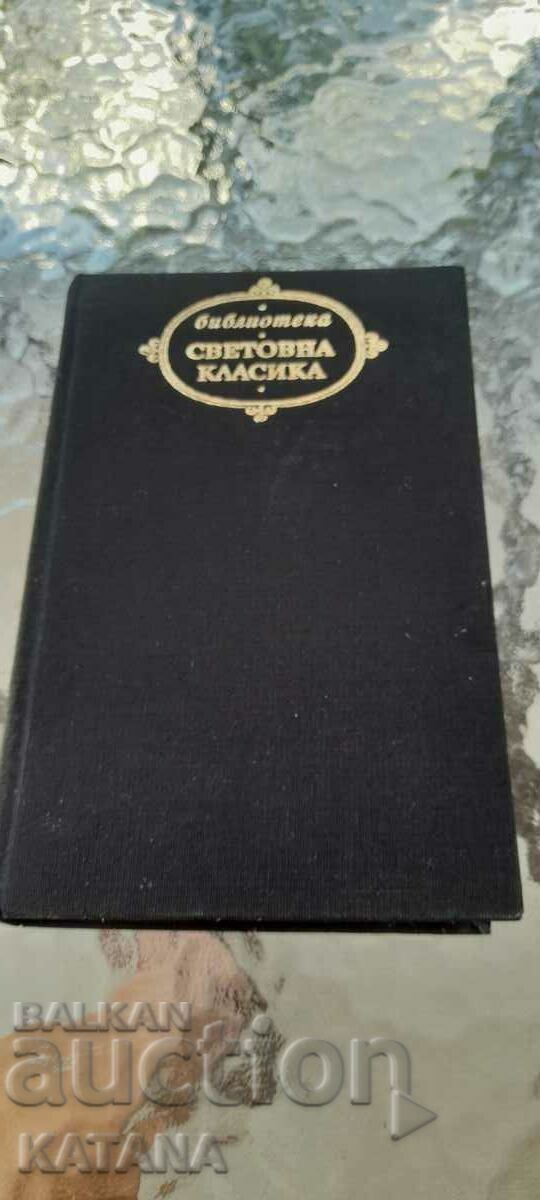 библиотека
СВЕТОВНА
КЛАСИКА
BALKAN
auction
KATANA